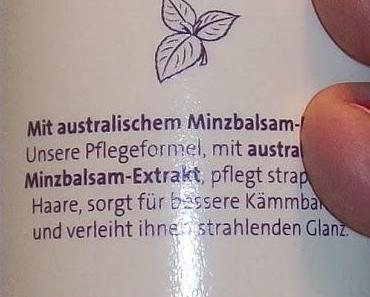 Mit australischem Minzbalsam-
Unsere Pflegeformel, mit austra
Minzbalsam-Extrakt, pflegt strap
Haare, sorgt für bessere Kämmba
und verleiht ihnen strahlenden Glanz.